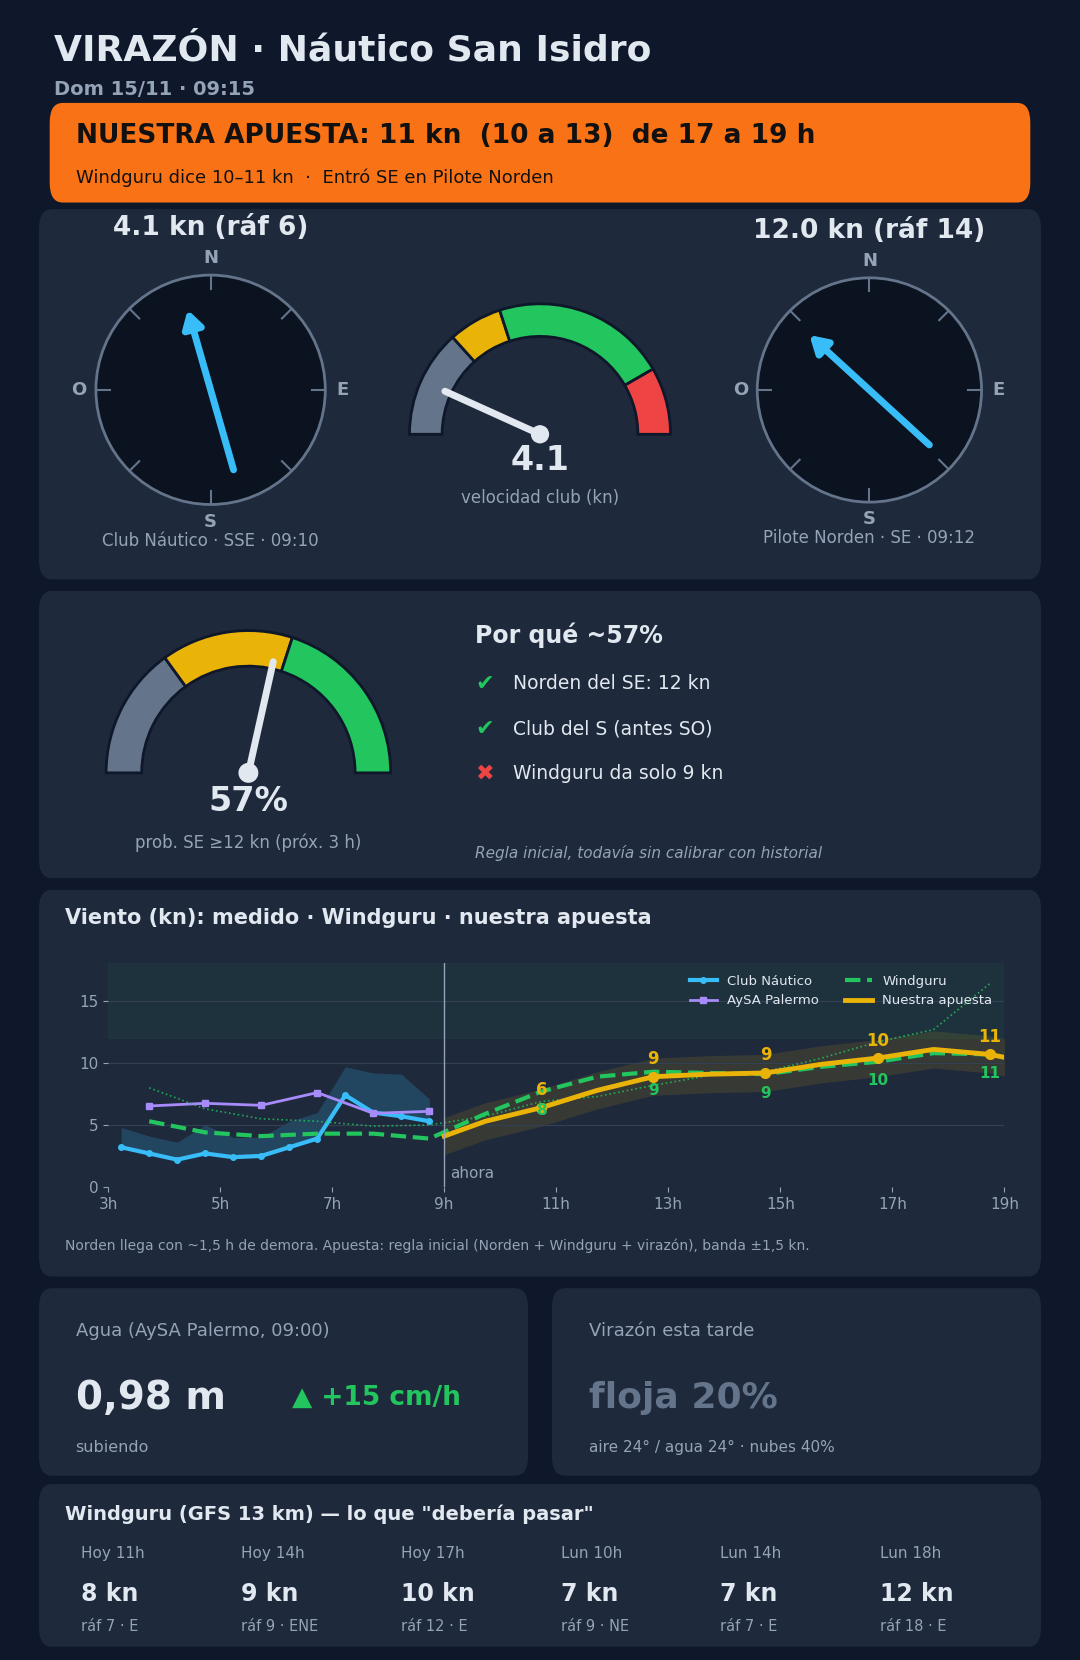 VIRAZÓN · Náutico San Isidro
Dom 15/11 · 09:15
NUESTRA APUESTA: 11 kn (10 a 13) de 17 a 19 h
Windguru dice 10–11 kn · Entró SE en Pilote Norden
4.1 kn (ráf 6)
N
O
E
S
Club Náutico · SSE · 09:10
4.1
velocidad club (kn)
12.0 kn (ráf 14)
N
O
E
S
Pilote Norden · SE · 09:12
57%
prob. SE ≥12 kn (próx. 3 h)
Por qué ~57%
✔ Norden del SE: 12 kn
✔ Club del S (antes SO)
✖ Windguru da solo 9 kn
Regla inicial, todavía sin calibrar con historial
Viento (kn): medido · Windguru · nuestra apuesta
Club Náutico
AySA Palermo
Windguru
Nuestra apuesta
15
10
5
0
6
9
9
10
11
8
9
9
10
11
ahora
3h 5h 7h 9h 11h 13h 15h 17h 19h
Norden llega con ~1,5 h de demora. Apuesta: regla inicial (Norden + Windguru + virazón), banda ±1,5 kn.
Agua (AySA Palermo, 09:00)
0,98 m ▲ +15 cm/h
subiendo
Virazón esta tarde
floja 20%
aire 24° / agua 24° · nubes 40%
Windguru (GFS 13 km) — lo que "debería pasar"
Hoy 11h Hoy 14h Hoy 17h Lun 10h Lun 14h Lun 18h
8 kn 9 kn 10 kn 7 kn 7 kn 12 kn
ráf 7 · E ráf 9 · ENE ráf 12 · E ráf 9 · NE ráf 7 · E ráf 18 · E